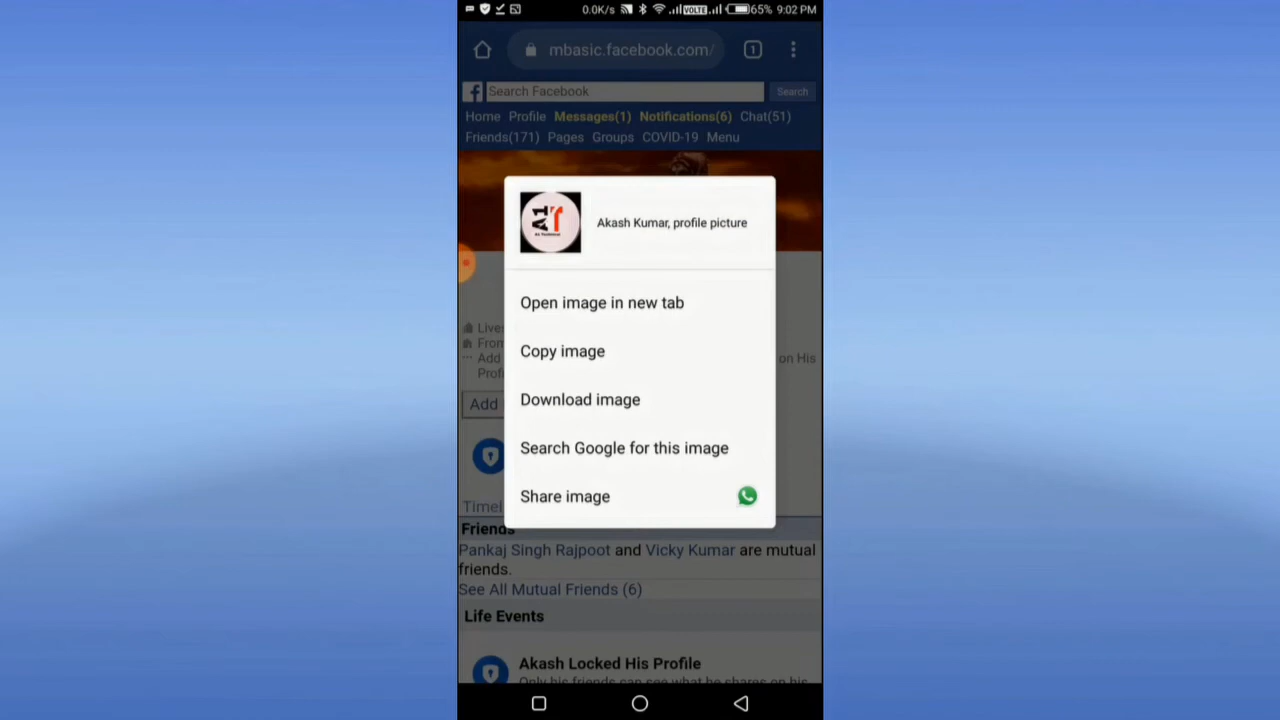 0.0K/s VOLTE 65% 9:02 PM
mbasic.facebook.com/ 1
Search Facebook Search
Home Profile Messages(1) Notifications(6) Chat(51)
Friends(171) Pages Groups COVID-19 Menu
A1
Akash Kumar, profile picture
Open image in new tab
Copy image
Download image
Search Google for this image
Share image
Lives
From
Add on His
Profi
Add
Timel
Friends
Pankaj Singh Rajpoot and Vicky Kumar are mutual
friends.
See All Mutual Friends (6)
Life Events
Akash Locked His Profile
Only his friends can see what he shares on his